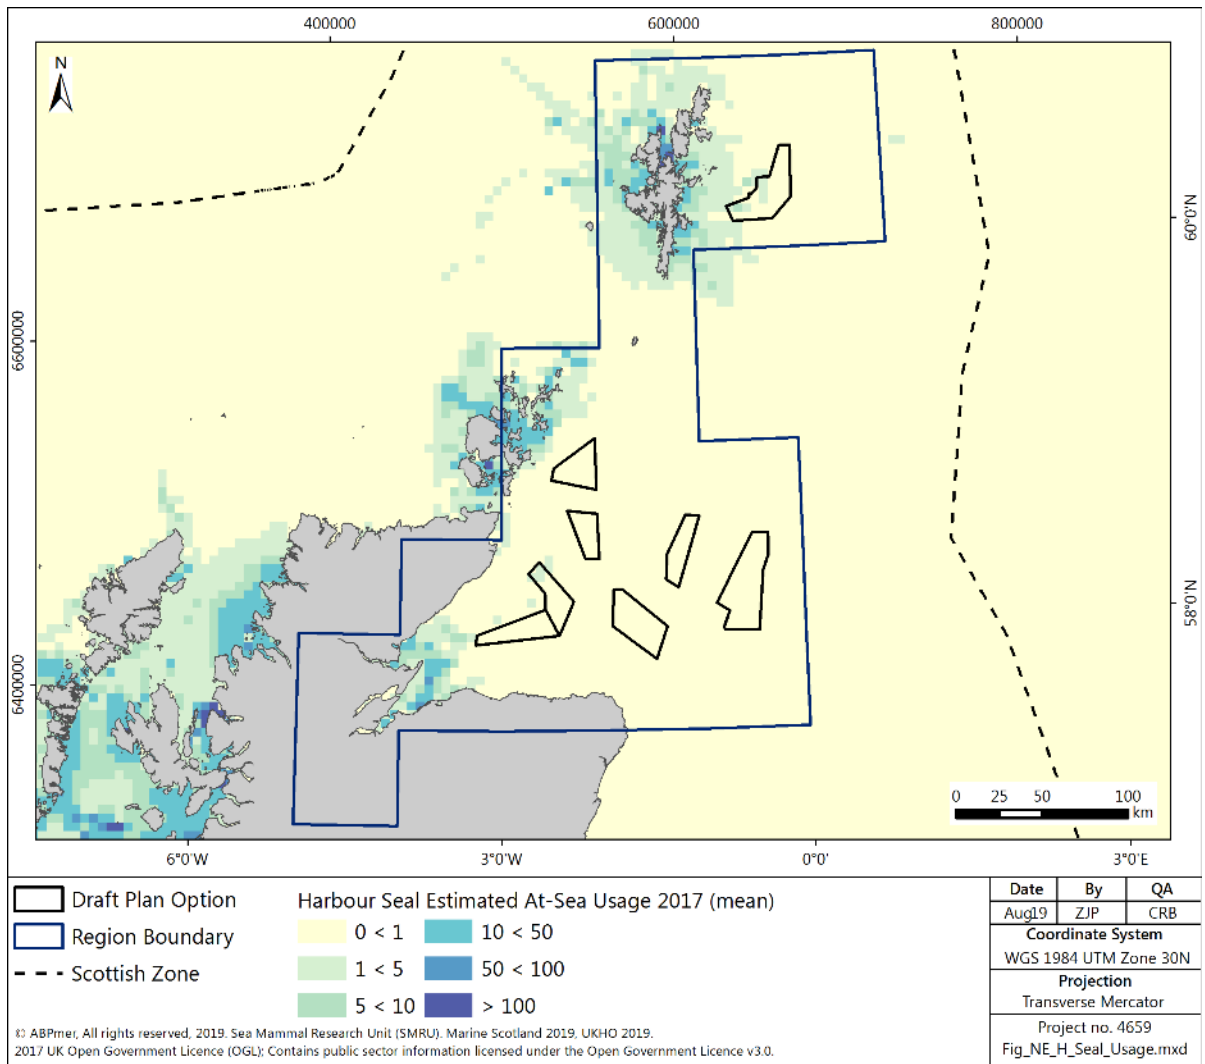 400000 600000 800000
N
60°0'N
6600000
58°0'N
6400000
0 25 50 100
km
6°0'W 3°0'W 0°0' 3°0'E
Draft Plan Option
Region Boundary
Scottish Zone
Harbour Seal Estimated At-Sea Usage 2017 (mean)
0 < 1 10 < 50
1 < 5 50 < 100
5 < 10 > 100
Date By QA
Aug19 ZJP CRB
Coordinate System
WGS 1984 UTM Zone 30N
Projection
Transverse Mercator
Project no. 4659
Fig_NE_H_Seal_Usage.mxd
© ABPmer, All rights reserved, 2019. Sea Mammal Research Unit (SMRU). Marine Scotland 2019, UKHO 2019.
2017 UK Open Government Licence (OGL); Contains public sector information licensed under the Open Government Licence v3.0.